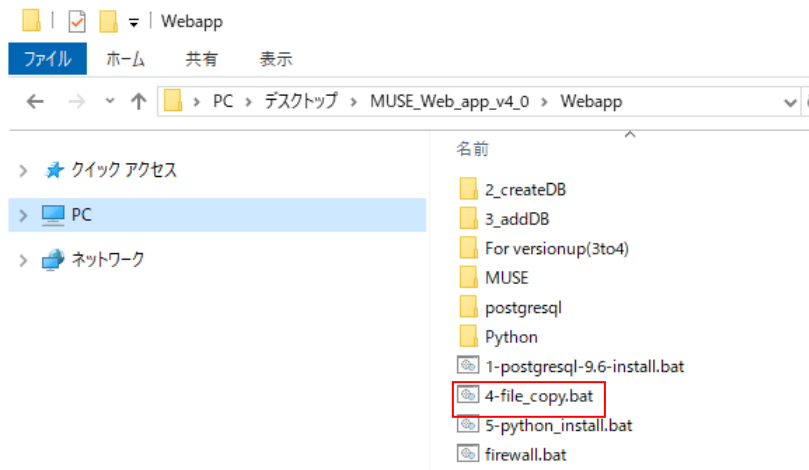 Webapp
ファイル ホーム 共有 表示
PC デスクトップ MUSE_Web_app_v4_0 Webapp
名前
クイック アクセス
PC
ネットワーク
2_createDB
3_addDB
For versionup(3to4)
MUSE
postgresql
Python
1-postgresql-9.6-install.bat
4-file_copy.bat
5-python_install.bat
firewall.bat